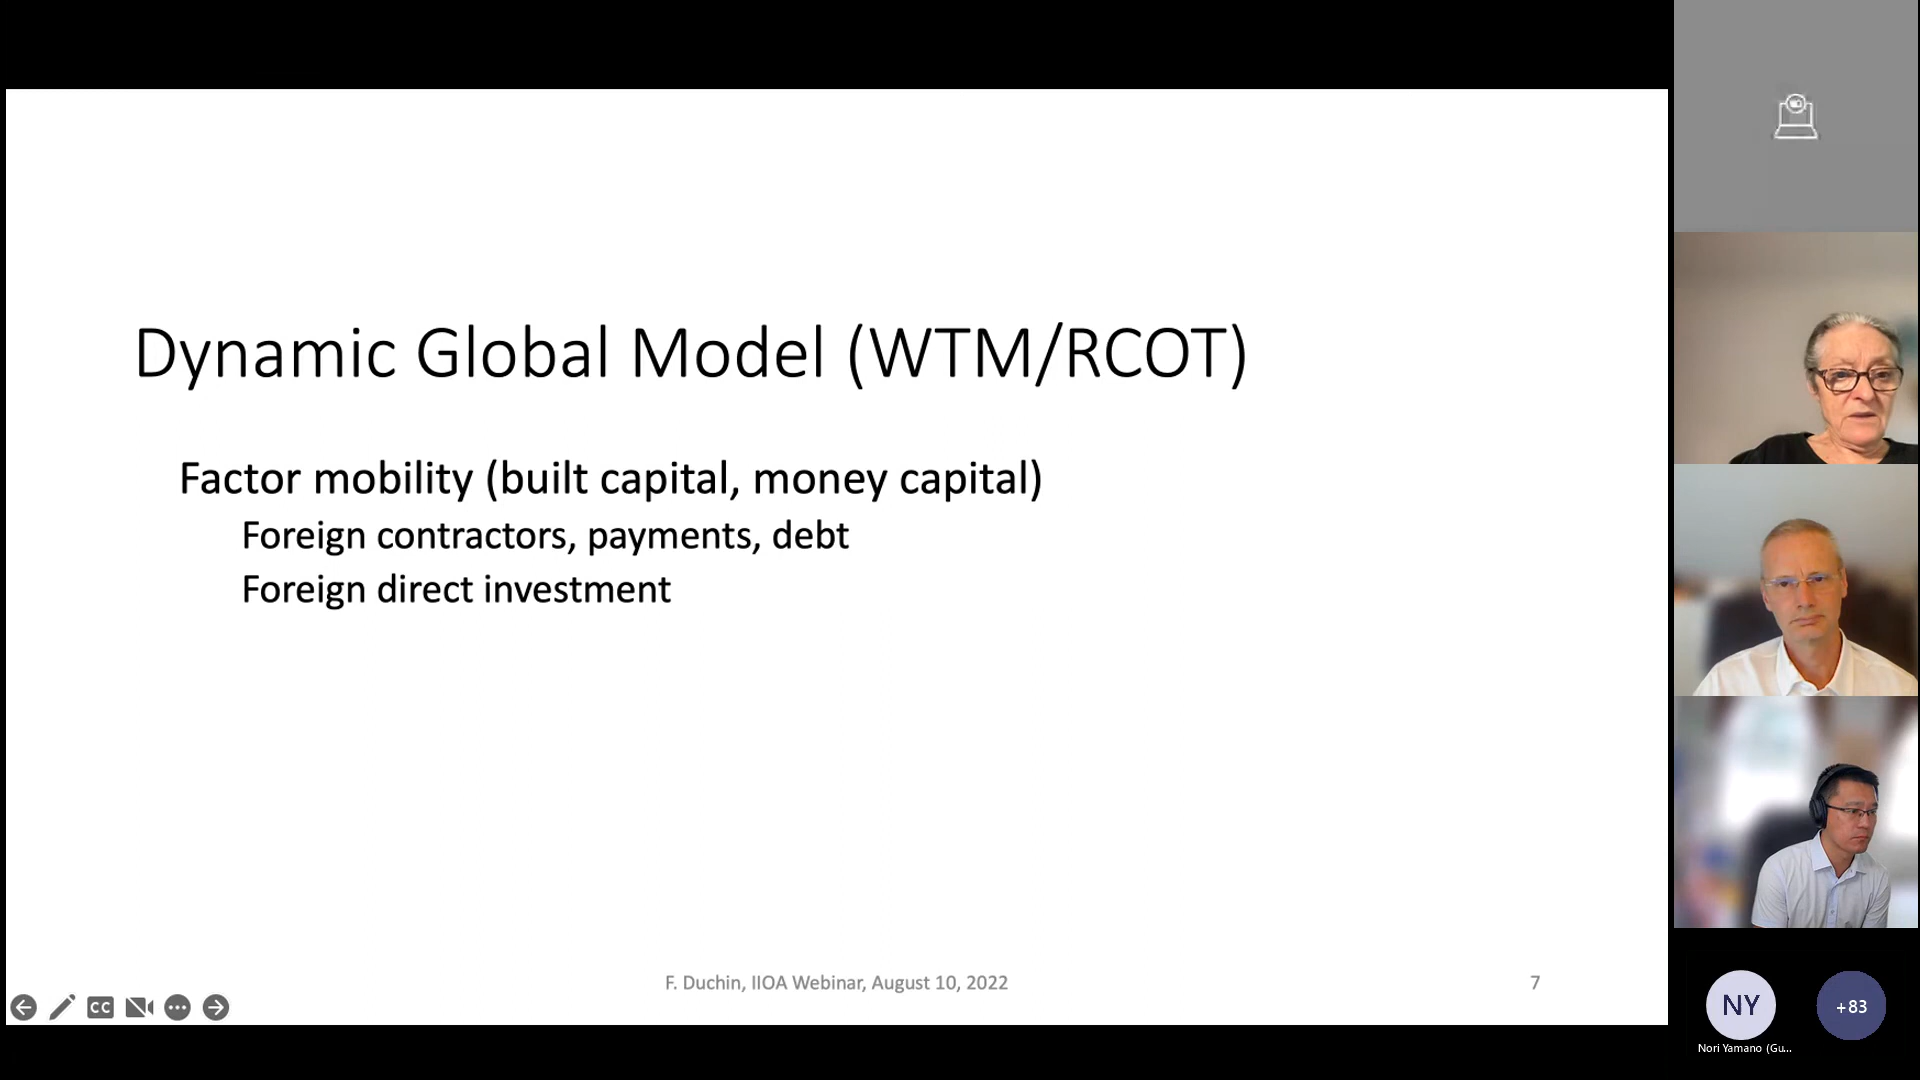 Dynamic Global Model (WTM/RCOT)
Factor mobility (built capital, money capital)
Foreign contractors, payments, debt
Foreign direct investment
F. Duchin, IIOA Webinar, August 10, 2022
7
CC
NY
+83
Nori Yamano (Gu...